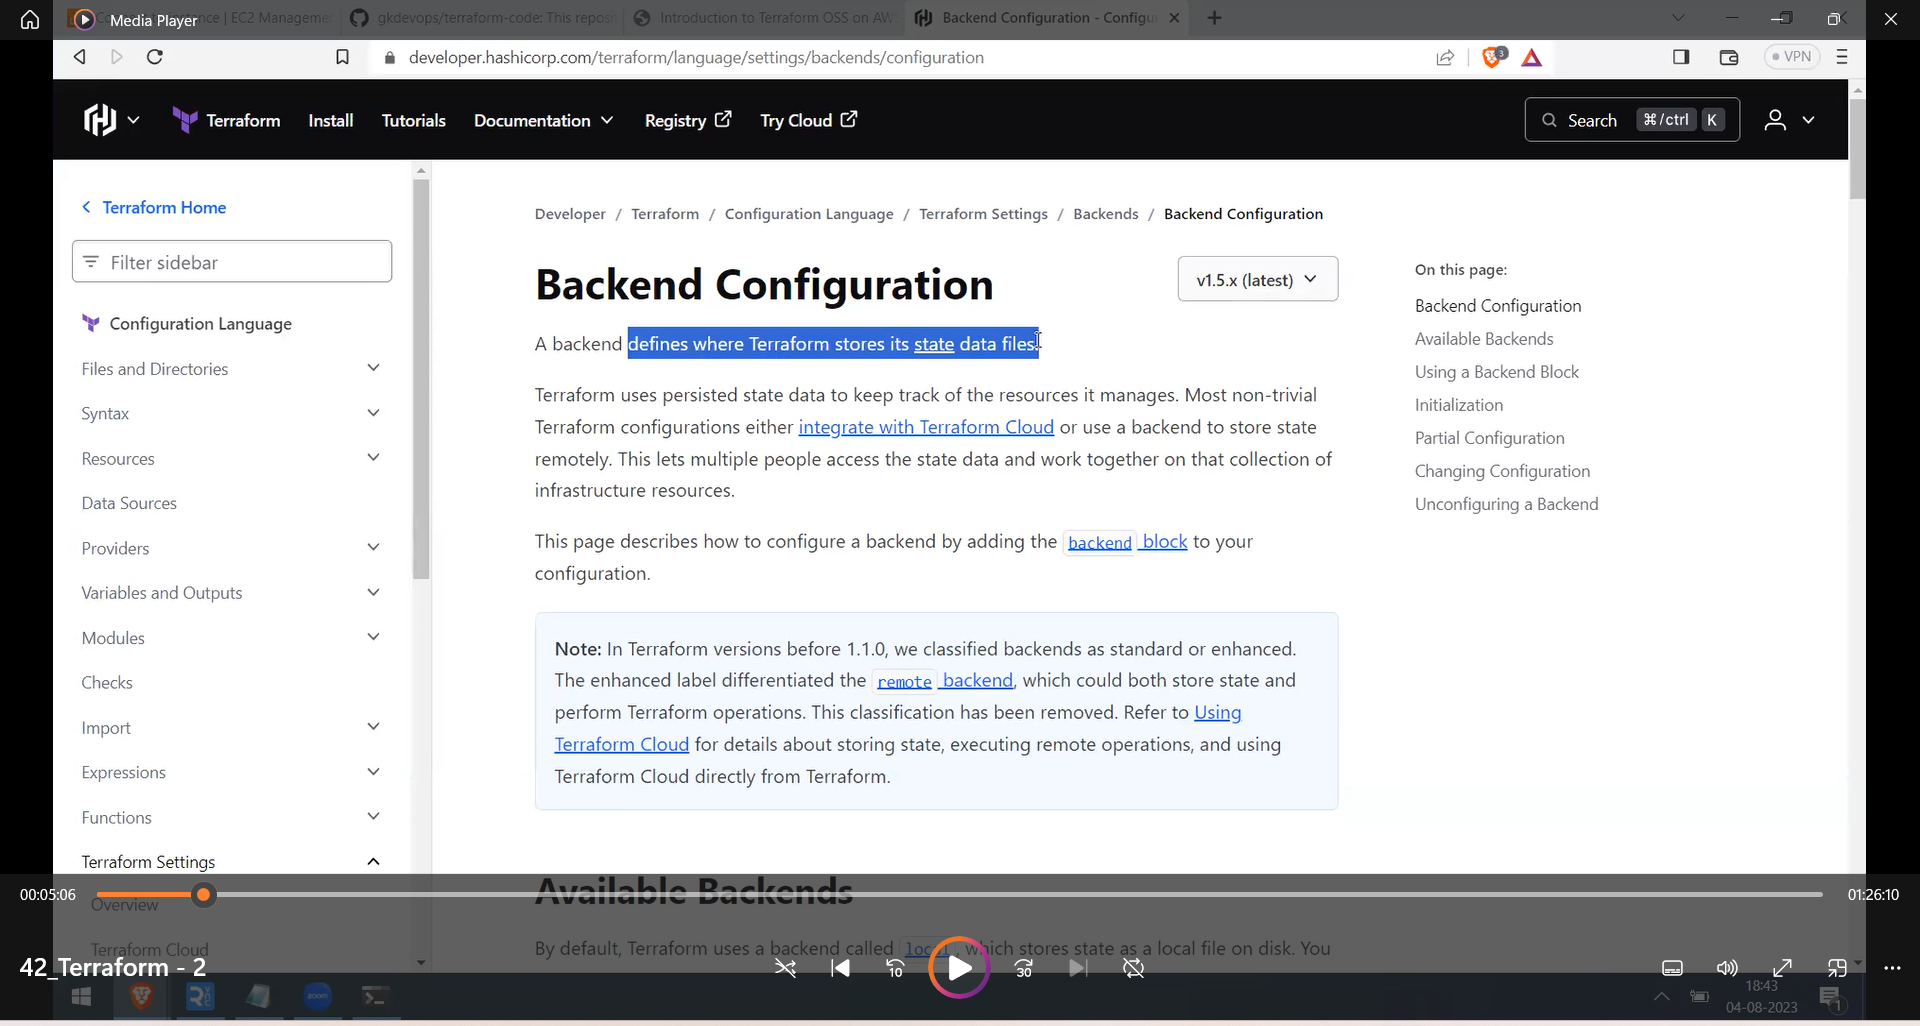 Media Player
gkdevops/terraform-code: This repos
Introduction to Terraform OSS on AW
Backend Configuration - Configu
developer.hashicorp.com/terraform/language/settings/backends/configuration
3
VPN
Terraform
Install
Tutorials
Documentation
Registry
Try Cloud
Search
⌘/ctrl
K
Terraform Home
Filter sidebar
Configuration Language
Files and Directories
Syntax
Resources
Data Sources
Providers
Variables and Outputs
Modules
Checks
Import
Expressions
Functions
Terraform Settings
Overview
Terraform Cloud
Developer / Terraform / Configuration Language / Terraform Settings / Backends / Backend Configuration
Backend Configuration
v1.5.x (latest)
A backend defines where Terraform stores its state data files.
Terraform uses persisted state data to keep track of the resources it manages. Most non-trivial
Terraform configurations either integrate with Terraform Cloud or use a backend to store state
remotely. This lets multiple people access the state data and work together on that collection of
infrastructure resources.
This page describes how to configure a backend by adding the backend block to your
configuration.
Note: In Terraform versions before 1.1.0, we classified backends as standard or enhanced.
The enhanced label differentiated the remote backend, which could both store state and
perform Terraform operations. This classification has been removed. Refer to Using
Terraform Cloud for details about storing state, executing remote operations, and using
Terraform Cloud directly from Terraform.
Available Backends
By default, Terraform uses a backend called local, which stores state as a local file on disk. You
On this page:
Backend Configuration
Available Backends
Using a Backend Block
Initialization
Partial Configuration
Changing Configuration
Unconfiguring a Backend
00:05:06
01:26:10
42_Terraform - 2
10
30
zoom
18:43
04-08-2023
1